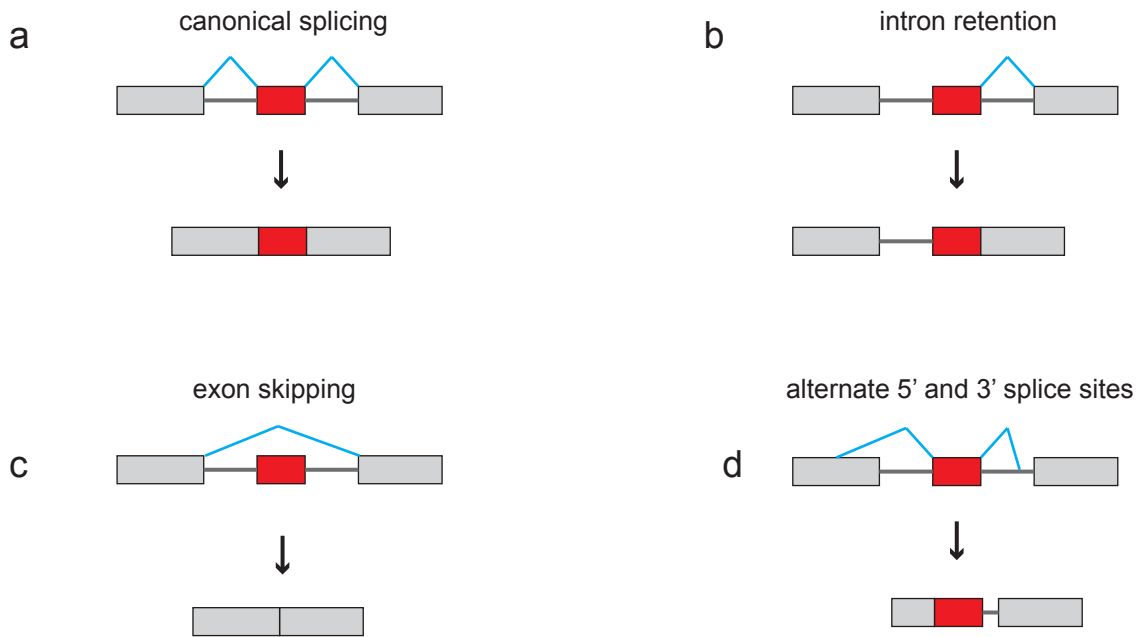 a
canonical splicing
b
intron retention
c
exon skipping
d
alternate 5’ and 3’ splice sites